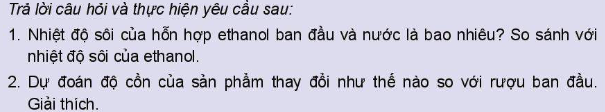 Trả lời câu hỏi và thực hiện yêu cầu sau:
1. Nhiệt độ sôi của hỗn hợp ethanol ban đầu và nước là bao nhiêu? So sánh với
nhiệt độ sôi của ethanol.
2. Dự đoán độ cồn của sản phẩm thay đổi như thế nào so với rượu ban đầu.
Giải thích.